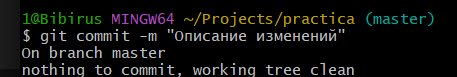 1@Bibirus MINGW64 ~/Projects/practica (master)
$ git commit -m "Описание изменений"
On branch master
nothing to commit, working tree clean